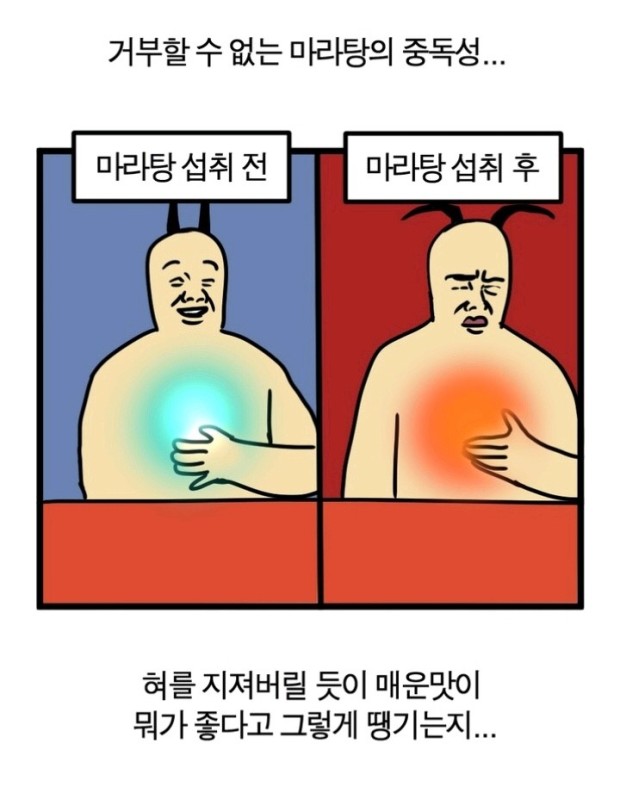 거부할 수 없는 마라탕의 중독성...
마라탕 섭취 전
마라탕 섭취 후
혀를 지져버릴 듯이 매운맛이
뭐가 좋다고 그렇게 땡기는지...